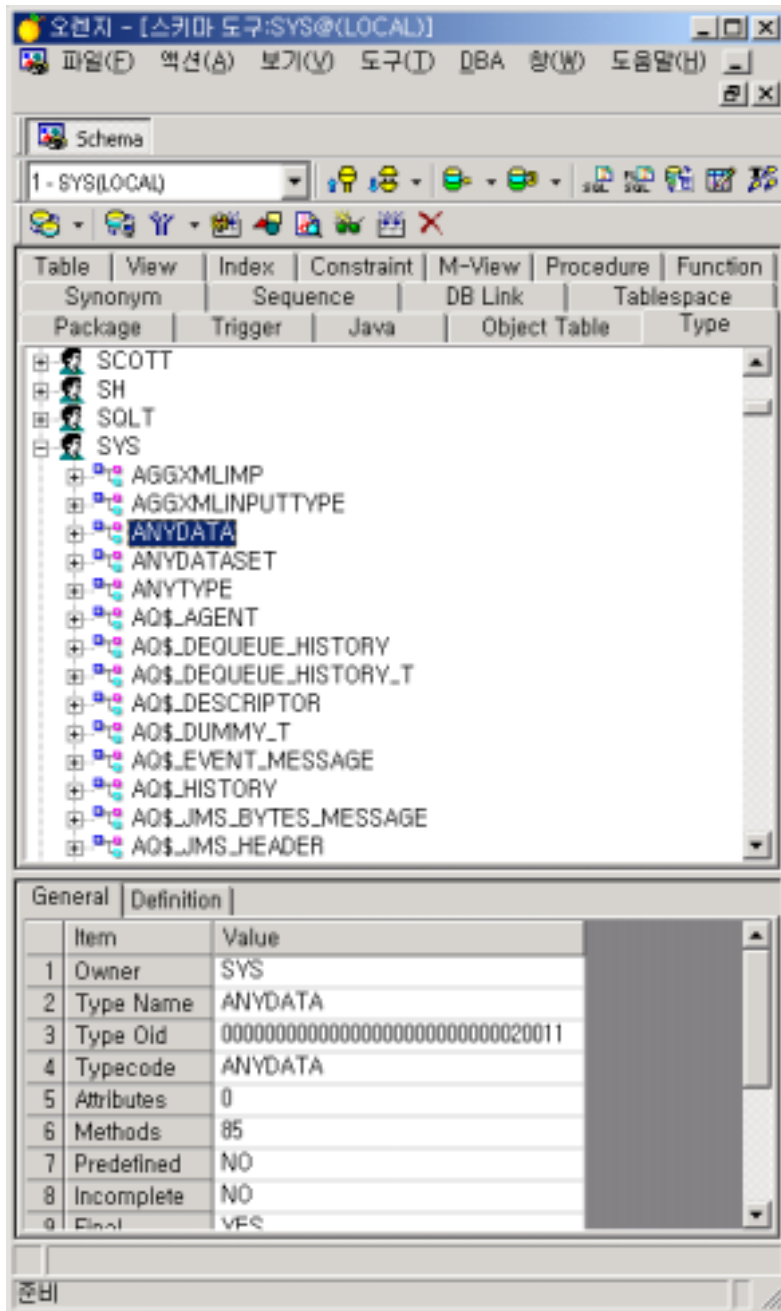 오렌지 - [스키마 도구:SYS@(LOCAL)]
파일(F) 액션(A) 보기(V) 도구(T) DBA 창(W) 도움말(H)
Schema
1 - SYS(LOCAL)
SQL SQL
Table View Index Constraint M-View Procedure Function
Synonym Sequence DB Link Tablespace
Package Trigger Java Object Table Type
SCOTT
SH
SQLT
SYS
AGGXMLIMP
AGGXMLINPUTTYPE
ANYDATA
ANYDATASET
ANYTYPE
AQ$_AGENT
AQ$_DEQUEUE_HISTORY
AQ$_DEQUEUE_HISTORY_T
AQ$_DESCRIPTOR
AQ$_DUMMY_T
AQ$_EVENT_MESSAGE
AQ$_HISTORY
AQ$_JMS_BYTES_MESSAGE
AQ$_JMS_HEADER
General Definition
Item Value
1 Owner SYS
2 Type Name ANYDATA
3 Type Oid 00000000000000000000000000020011
4 Typecode ANYDATA
5 Attributes 0
6 Methods 85
7 Predefined NO
8 Incomplete NO
9 Final YES
준비